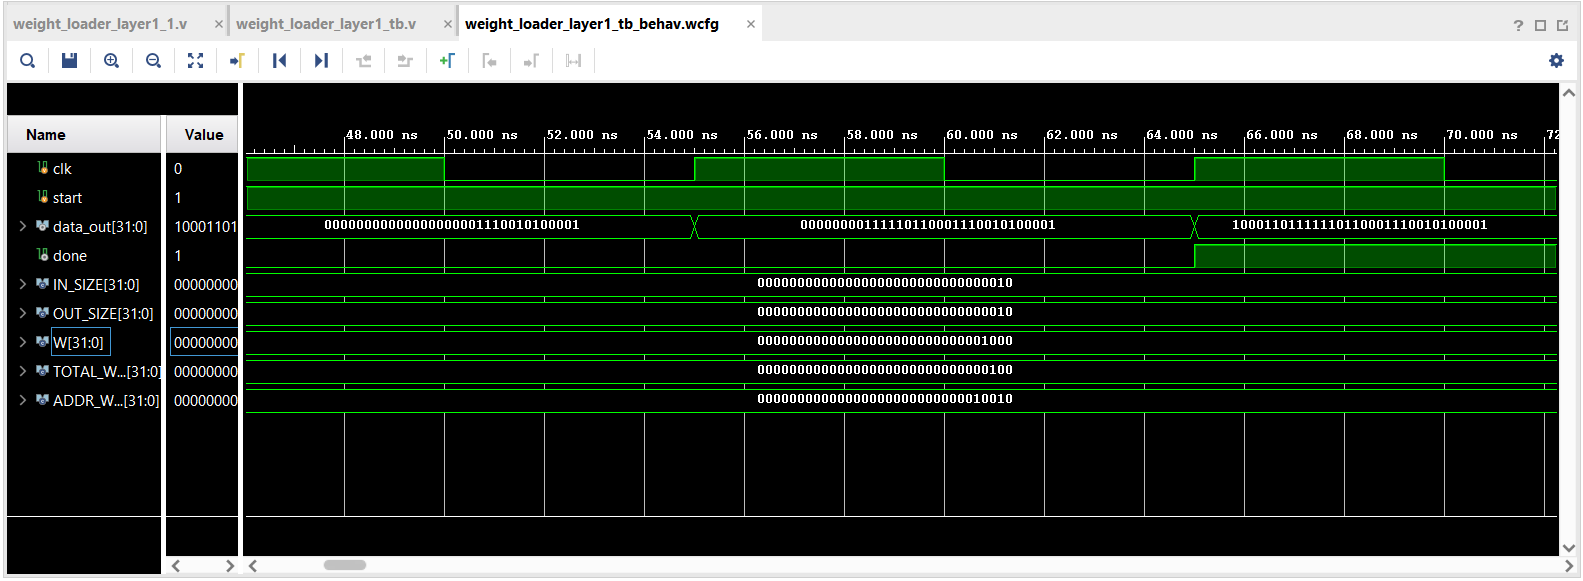 weight_loader_layer1_1.v × weight_loader_layer1_tb.v × weight_loader_layer1_tb_behav.wcfg ×
Name Value 48.000 ns 50.000 ns 52.000 ns 54.000 ns 56.000 ns 58.000 ns 60.000 ns 62.000 ns 64.000 ns 66.000 ns 68.000 ns 70.000 ns 72
clk 0
start 1
data_out[31:0] 10001101 00000000000000000001110010100001 00000000111110110001110010100001 10001101111110110001110010100001
done 1
IN_SIZE[31:0] 00000000 00000000000000000000000000000010
OUT_SIZE[31:0] 00000000 00000000000000000000000000000010
W[31:0] 00000000 00000000000000000000000000001000
TOTAL_W...[31:0] 00000000 00000000000000000000000000000100
ADDR_W...[31:0] 00000000 00000000000000000000000000010010